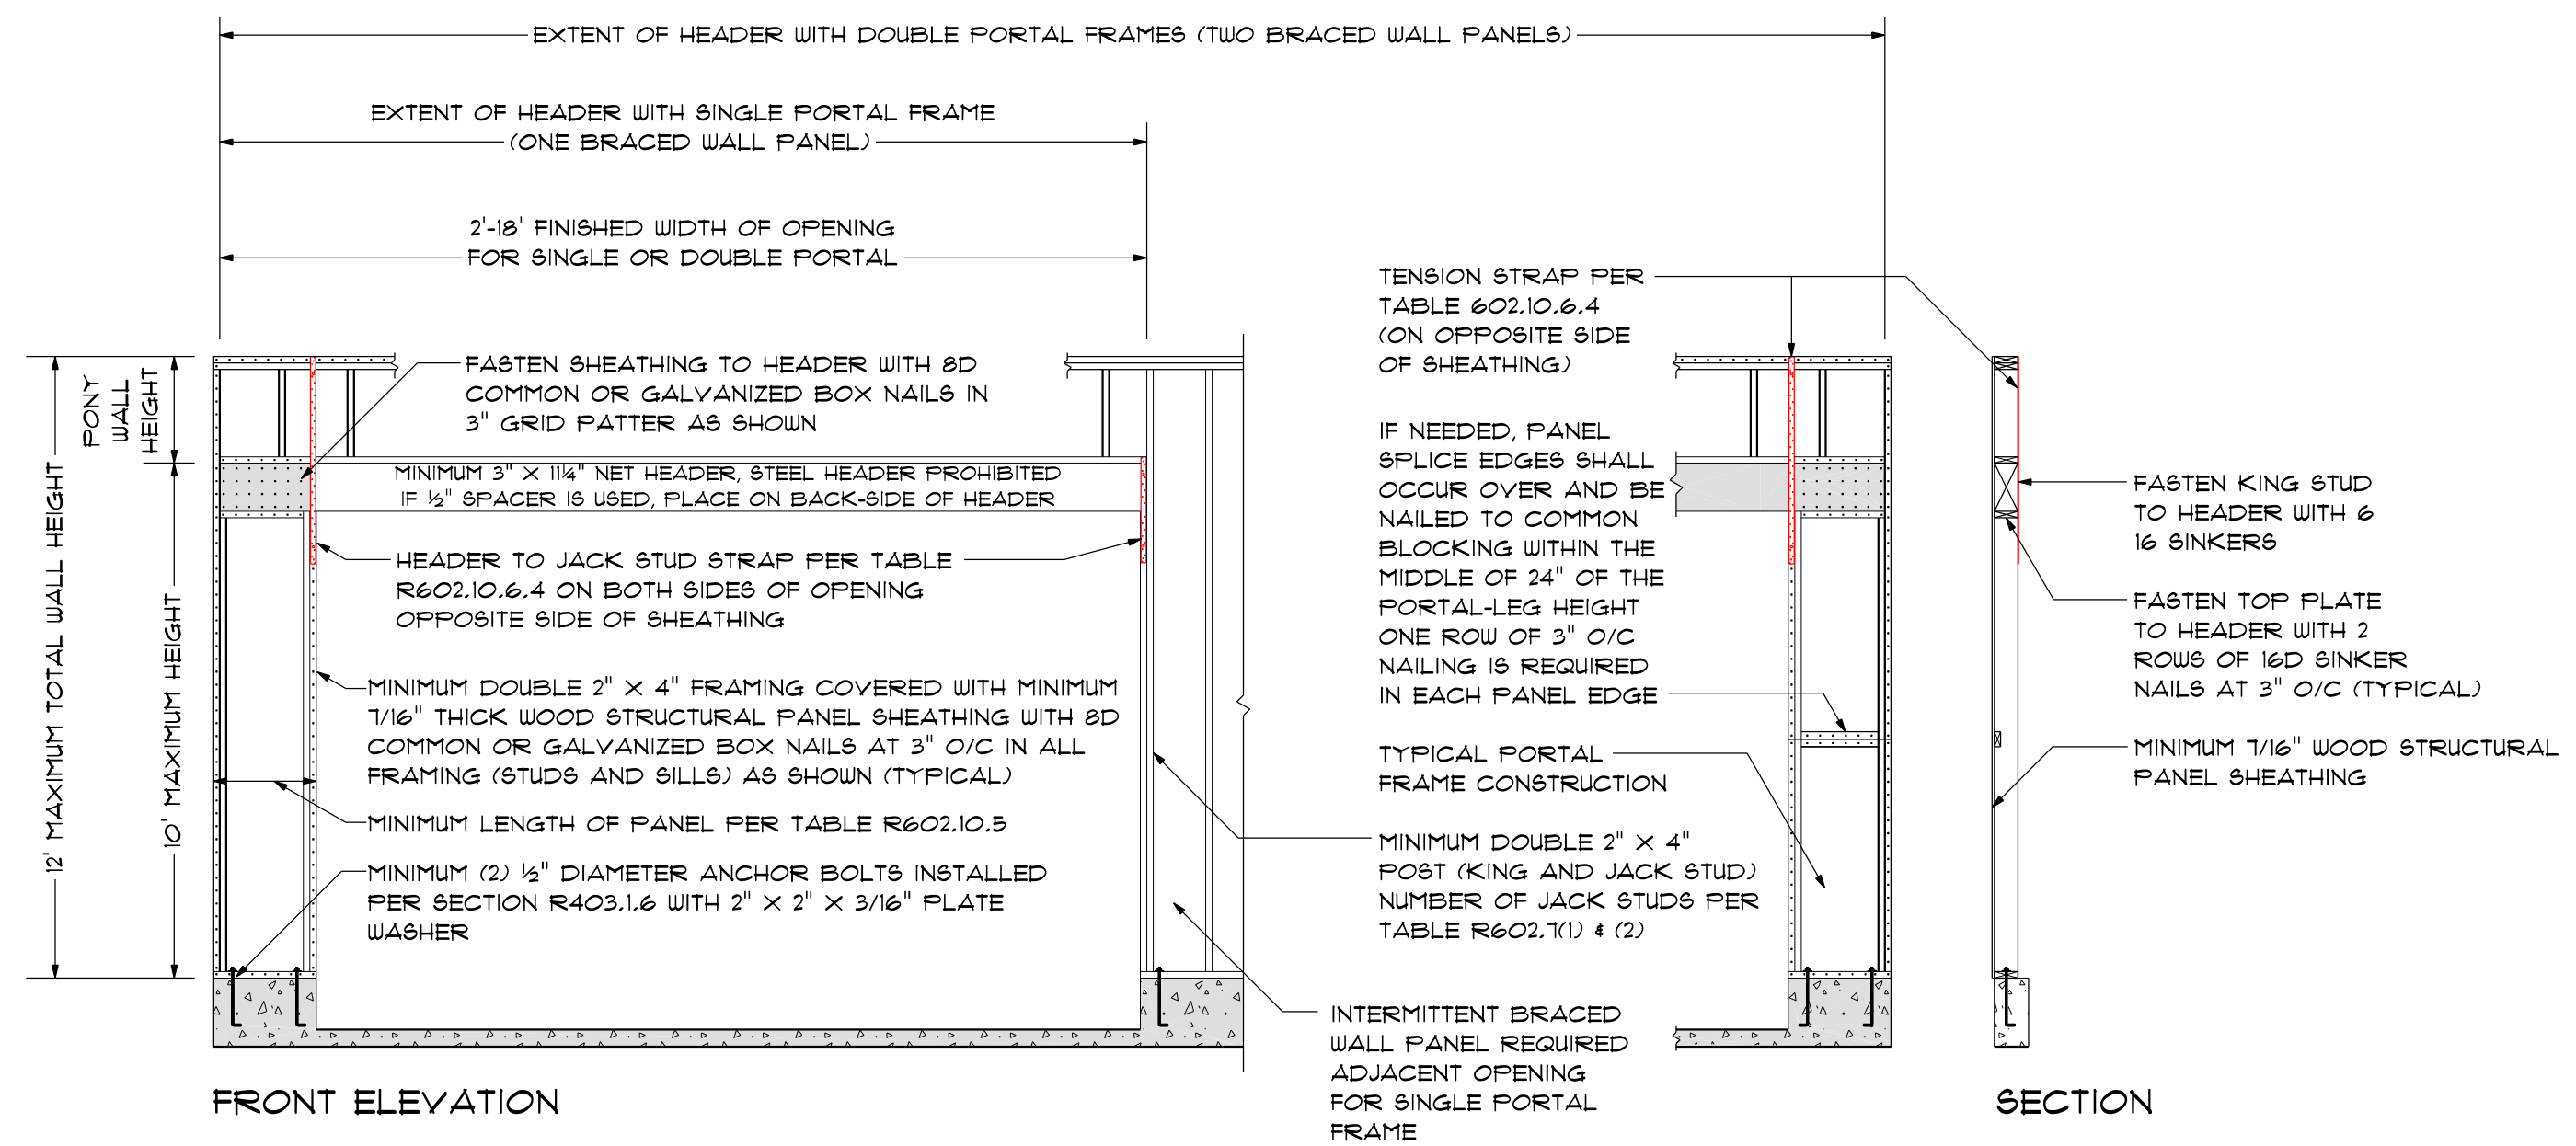 EXTENT OF HEADER WITH DOUBLE PORTAL FRAMES (TWO BRACED WALL PANELS)
EXTENT OF HEADER WITH SINGLE PORTAL FRAME
(ONE BRACED WALL PANEL)
2'-18' FINISHED WIDTH OF OPENING
FOR SINGLE OR DOUBLE PORTAL
12' MAXIMUM TOTAL WALL HEIGHT
PONY
WALL
HEIGHT
10' MAXIMUM HEIGHT
FASTEN SHEATHING TO HEADER WITH 8D
COMMON OR GALVANIZED BOX NAILS IN
3" GRID PATTER AS SHOWN
MINIMUM 3" X 11¼" NET HEADER, STEEL HEADER PROHIBITED
IF ½" SPACER IS USED, PLACE ON BACK-SIDE OF HEADER
HEADER TO JACK STUD STRAP PER TABLE
R602.10.6.4 ON BOTH SIDES OF OPENING
OPPOSITE SIDE OF SHEATHING
MINIMUM DOUBLE 2" X 4" FRAMING COVERED WITH MINIMUM
7/16" THICK WOOD STRUCTURAL PANEL SHEATHING WITH 8D
COMMON OR GALVANIZED BOX NAILS AT 3" O/C IN ALL
FRAMING (STUDS AND SILLS) AS SHOWN (TYPICAL)
MINIMUM LENGTH OF PANEL PER TABLE R602.10.5
MINIMUM (2) ½" DIAMETER ANCHOR BOLTS INSTALLED
PER SECTION R403.1.6 WITH 2" X 2" X 3/16" PLATE
WASHER
TENSION STRAP PER
TABLE 602.10.6.4
(ON OPPOSITE SIDE
OF SHEATHING)
IF NEEDED, PANEL
SPLICE EDGES SHALL
OCCUR OVER AND BE
NAILED TO COMMON
BLOCKING WITHIN THE
MIDDLE OF 24" OF THE
PORTAL-LEG HEIGHT
ONE ROW OF 3" O/C
NAILING IS REQUIRED
IN EACH PANEL EDGE
TYPICAL PORTAL
FRAME CONSTRUCTION
MINIMUM DOUBLE 2" X 4"
POST (KING AND JACK STUD)
NUMBER OF JACK STUDS PER
TABLE R602.7(1) & (2)
INTERMITTENT BRACED
WALL PANEL REQUIRED
ADJACENT OPENING
FOR SINGLE PORTAL
FRAME
FASTEN KING STUD
TO HEADER WITH 6
16 SINKERS
FASTEN TOP PLATE
TO HEADER WITH 2
ROWS OF 16D SINKER
NAILS AT 3" O/C (TYPICAL)
MINIMUM 7/16" WOOD STRUCTURAL
PANEL SHEATHING
FRONT ELEVATION
SECTION